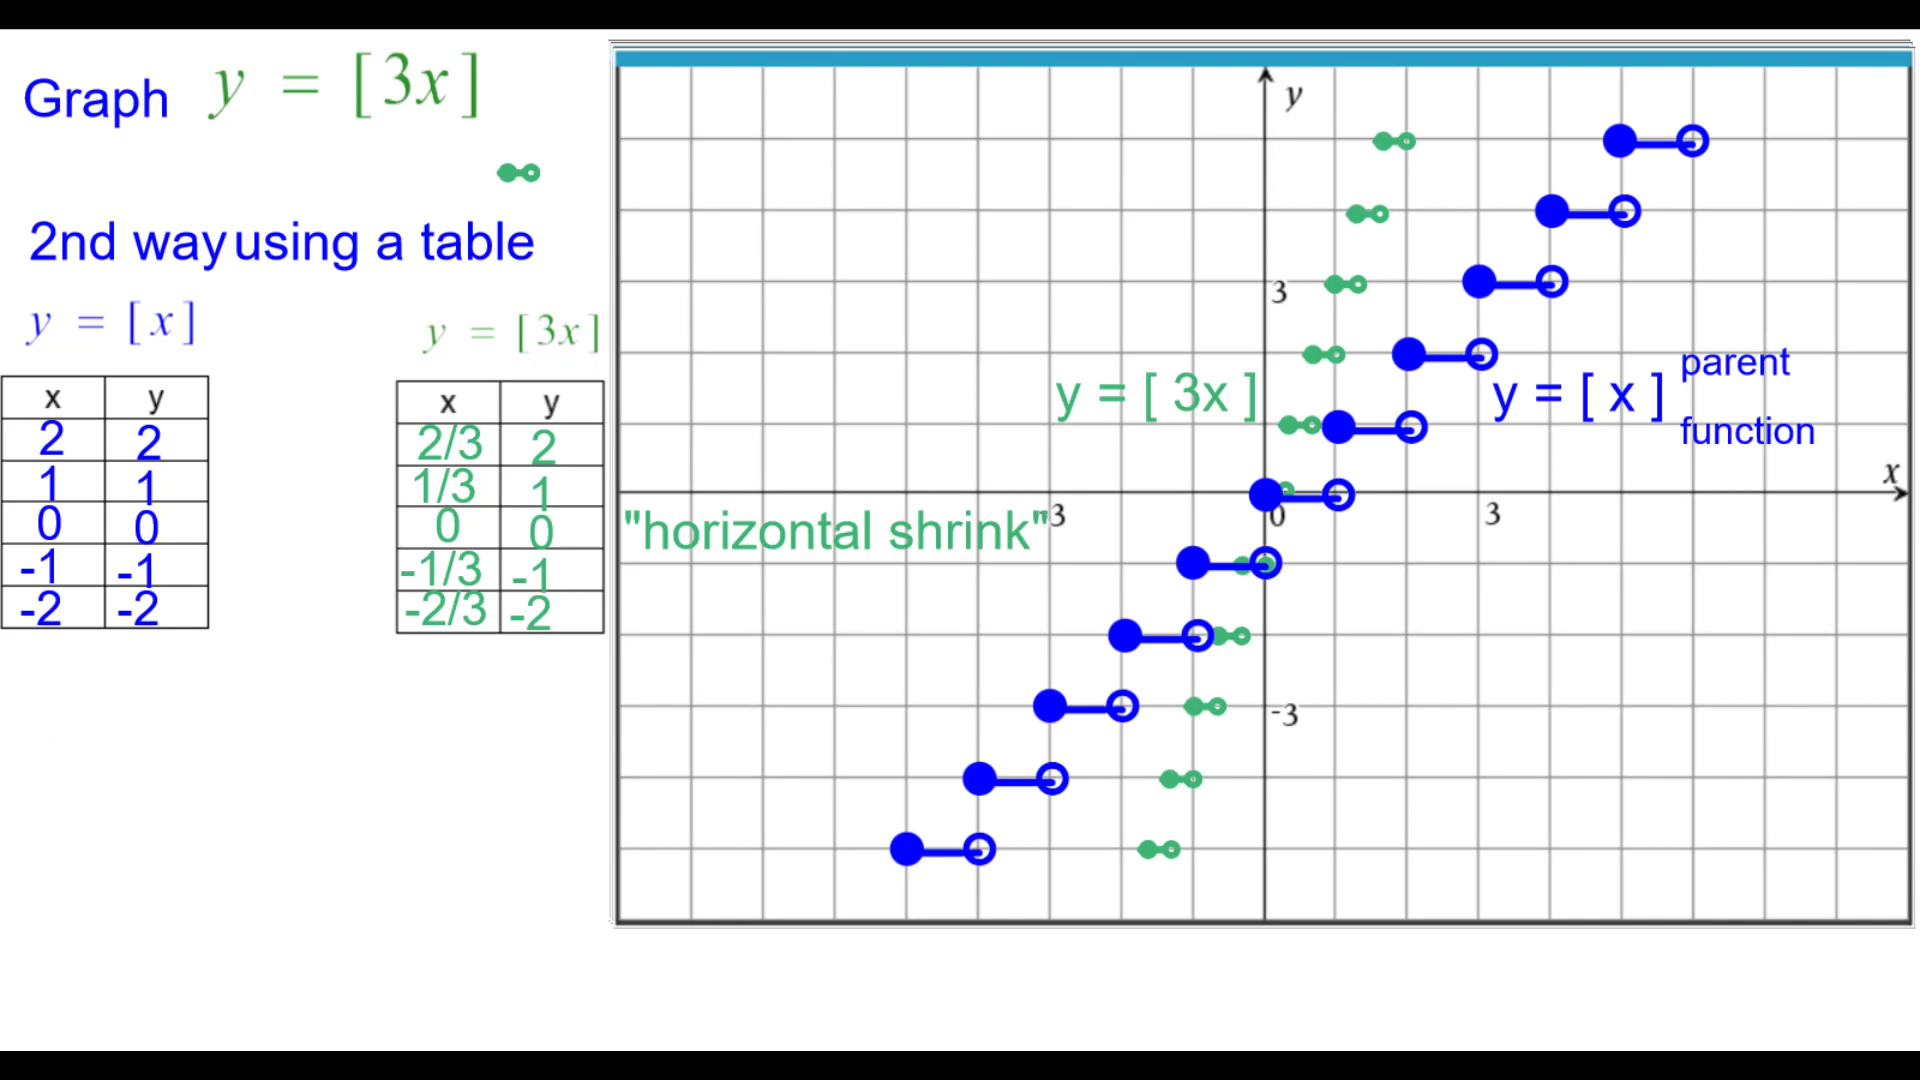 Graph y = [3x]
2nd way using a table
y = [x]
x y
2 2
1 1
0 0
-1 -1
-2 -2
y = [3x]
x y
2/3 2
1/3 1
0 0
-1/3 -1
-2/3 -2
y
3
y = [ 3x ]
y = [ x ]
parent
function
x
"horizontal shrink"
-3
0
3
-3